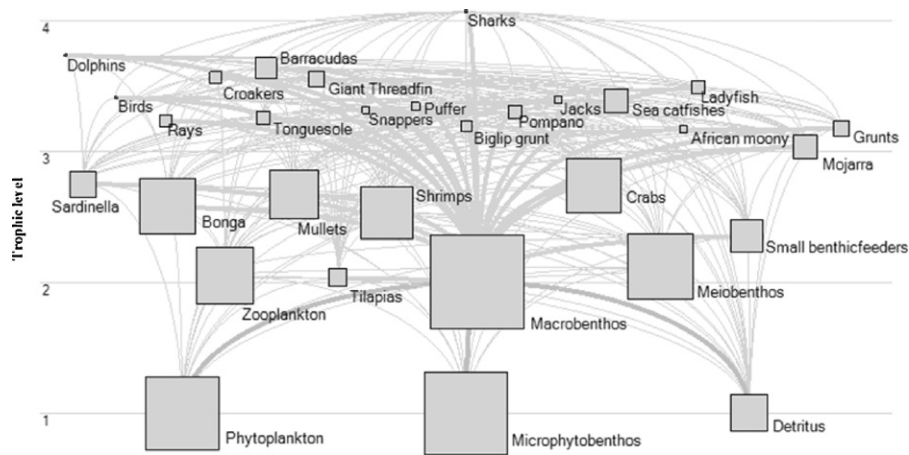 4
Sharks
Dolphins
Barracudas
Croakers
Giant Threadfin
Ladyfish
Birds
Rays
Tonguesole
Snappers
Puffer
Biglip grunt
Pompano
Jacks
Sea catfishes
African moony
Grunts
3
Mojarra
Trophic level
Sardinella
Bonga
Mullets
Shrimps
Crabs
Small benthicfeeders
2
Zooplankton
Tilapias
Macrobenthos
Meiobenthos
1
Phytoplankton
Microphytobenthos
Detritus